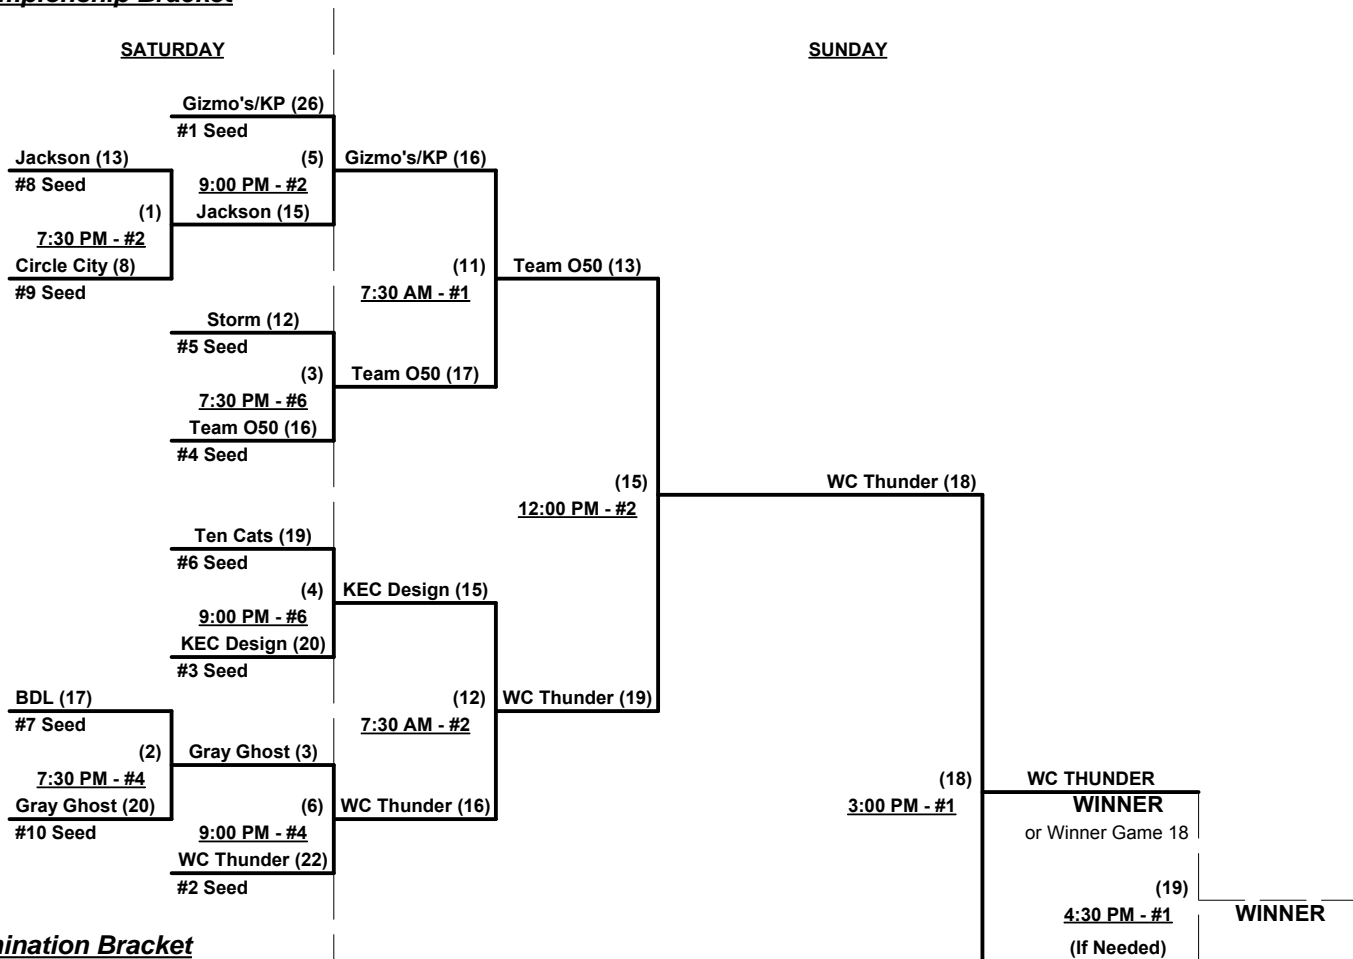 mpionship Bracket
SATURDAY
SUNDAY
Gizmo's/KP (26)
#1 Seed
Jackson (13)
(5)
Gizmo's/KP (16)
#8 Seed
9:00 PM - #2
(1)
Jackson (15)
7:30 PM - #2
Circle City (8)
(11)
Team O50 (13)
#9 Seed
7:30 AM - #1
Storm (12)
#5 Seed
(3)
Team O50 (17)
7:30 PM - #6
Team O50 (16)
#4 Seed
(15)
WC Thunder (18)
12:00 PM - #2
Ten Cats (19)
#6 Seed
(4)
KEC Design (15)
9:00 PM - #6
KEC Design (20)
#3 Seed
BDL (17)
(12)
WC Thunder (19)
#7 Seed
7:30 AM - #2
(2)
Gray Ghost (3)
7:30 PM - #4
(18)
WC THUNDER
Gray Ghost (20)
(6)
WC Thunder (16)
3:00 PM - #1
WINNER
#10 Seed
9:00 PM - #4
or Winner Game 18
WC Thunder (22)
#2 Seed
(19)
4:30 PM - #1
WINNER
(If Needed)
ination Bracket